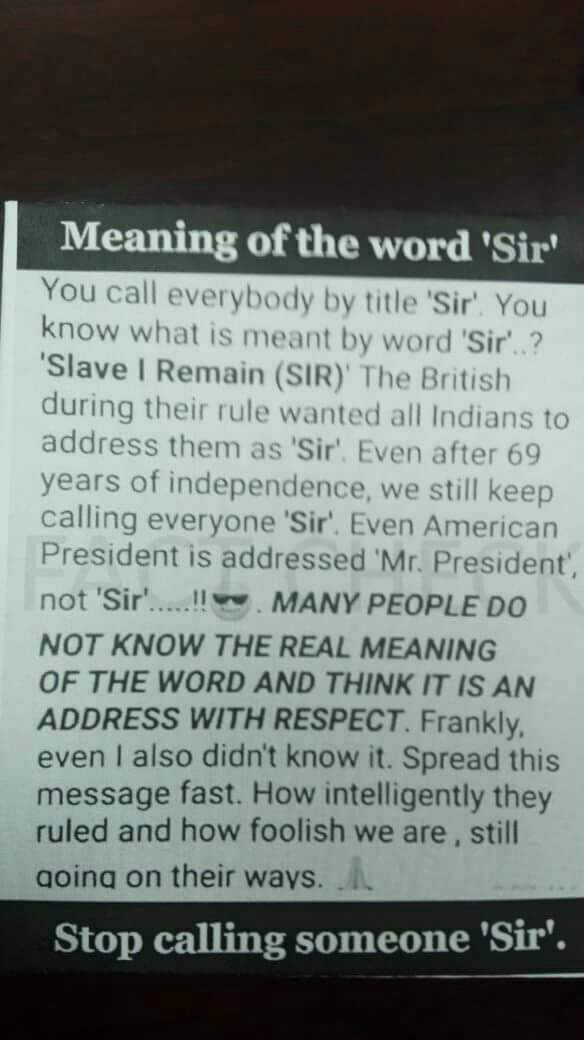 Meaning of the word 'Sir'
You call everybody by title 'Sir'. You
know what is meant by word 'Sir'..?
'Slave I Remain (SIR)' The British
during their rule wanted all Indians to
address them as 'Sir'. Even after 69
years of independence, we still keep
calling everyone 'Sir'. Even American
President is addressed 'Mr. President',
not 'Sir'.....!!😎. MANY PEOPLE DO
NOT KNOW THE REAL MEANING
OF THE WORD AND THINK IT IS AN
ADDRESS WITH RESPECT. Frankly,
even I also didn't know it. Spread this
message fast. How intelligently they
ruled and how foolish we are , still
going on their ways. 🙏
Stop calling someone 'Sir'.
FACT CHECK